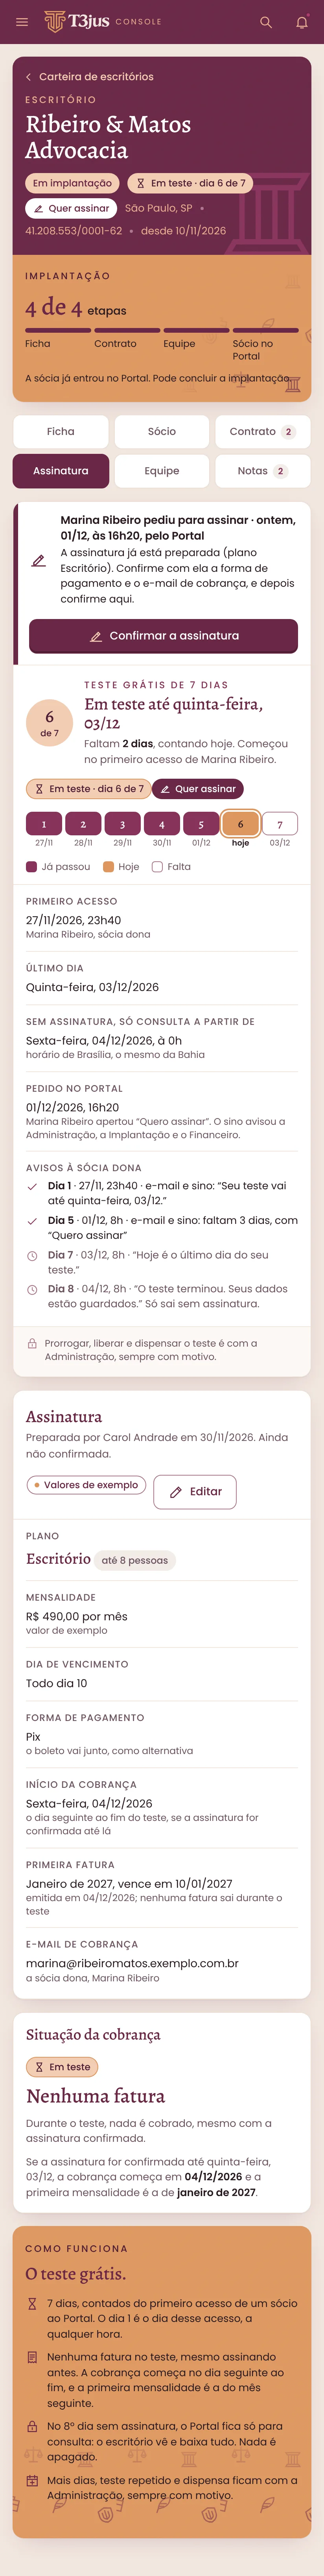 T3jus CONSOLE
Carteira de escritórios
ESCRITÓRIO
Ribeiro & Matos
Advocacia
Em implantação
Em teste · dia 6 de 7
Quer assinar
São Paulo, SP •
41.208.553/0001-62 • desde 10/11/2026
IMPLANTAÇÃO
4 de 4 etapas
Ficha
Contrato
Equipe
Sócio no
Portal
A sócia já entrou no Portal. Pode concluir a implantação.
Ficha
Sócio
Contrato 2
Assinatura
Equipe
Notas 2
Marina Ribeiro pediu para assinar · ontem,
01/12, às 16h20, pelo Portal
A assinatura já está preparada (plano
Escritório). Confirme com ela a forma de
pagamento e o e-mail de cobrança, e depois
confirme aqui.
Confirmar a assinatura
6
de 7
TESTE GRÁTIS DE 7 DIAS
Em teste até quinta-feira,
03/12
Faltam 2 dias, contando hoje. Começou
no primeiro acesso de Marina Ribeiro.
Em teste · dia 6 de 7
Quer assinar
1 2 3 4 5 6 7
27/11 28/11 29/11 30/11 01/12 hoje 03/12
Já passou Hoje Falta
PRIMEIRO ACESSO
27/11/2026, 23h40
Marina Ribeiro, sócia dona
ÚLTIMO DIA
Quinta-feira, 03/12/2026
SEM ASSINATURA, SÓ CONSULTA A PARTIR DE
Sexta-feira, 04/12/2026, à 0h
horário de Brasília, o mesmo da Bahia
PEDIDO NO PORTAL
01/12/2026, 16h20
Marina Ribeiro apertou “Quero assinar”. O sino avisou a
Administração, a Implantação e o Financeiro.
AVISOS À SÓCIA DONA
Dia 1 · 27/11, 23h40 · e-mail e sino: “Seu teste vai
até quinta-feira, 03/12.”
Dia 5 · 01/12, 8h · e-mail e sino: faltam 3 dias, com
“Quero assinar”
Dia 7 · 03/12, 8h · “Hoje é o último dia do seu
teste.”
Dia 8 · 04/12, 8h · “O teste terminou. Seus dados
estão guardados.” Só sai sem assinatura.
Prorrogar, liberar e dispensar o teste é com a
Administração, sempre com motivo.
Assinatura
Preparada por Carol Andrade em 30/11/2026. Ainda
não confirmada.
Valores de exemplo
Editar
PLANO
Escritório até 8 pessoas
MENSALIDADE
R$ 490,00 por mês
valor de exemplo
DIA DE VENCIMENTO
Todo dia 10
FORMA DE PAGAMENTO
Pix
o boleto vai junto, como alternativa
INÍCIO DA COBRANÇA
Sexta-feira, 04/12/2026
o dia seguinte ao fim do teste, se a assinatura for
confirmada até lá
PRIMEIRA FATURA
Janeiro de 2027, vence em 10/01/2027
emitida em 04/12/2026; nenhuma fatura sai durante o
teste
E-MAIL DE COBRANÇA
marina@ribeiromatos.exemplo.com.br
a sócia dona, Marina Ribeiro
Situação da cobrança
Em teste
Nenhuma fatura
Durante o teste, nada é cobrado, mesmo com a
assinatura confirmada.
Se a assinatura for confirmada até quinta-feira,
03/12, a cobrança começa em 04/12/2026 e a
primeira mensalidade é a de janeiro de 2027.
COMO FUNCIONA
O teste grátis.
7 dias, contados do primeiro acesso de um sócio
ao Portal. O dia 1 é o dia desse acesso, a
qualquer hora.
Nenhuma fatura no teste, mesmo assinando
antes. A cobrança começa no dia seguinte ao
fim, e a primeira mensalidade é a do mês
seguinte.
No 8º dia sem assinatura, o Portal fica só para
consulta: o escritório vê e baixa tudo. Nada é
apagado.
Mais dias, teste repetido e dispensa ficam com a
Administração, sempre com motivo.